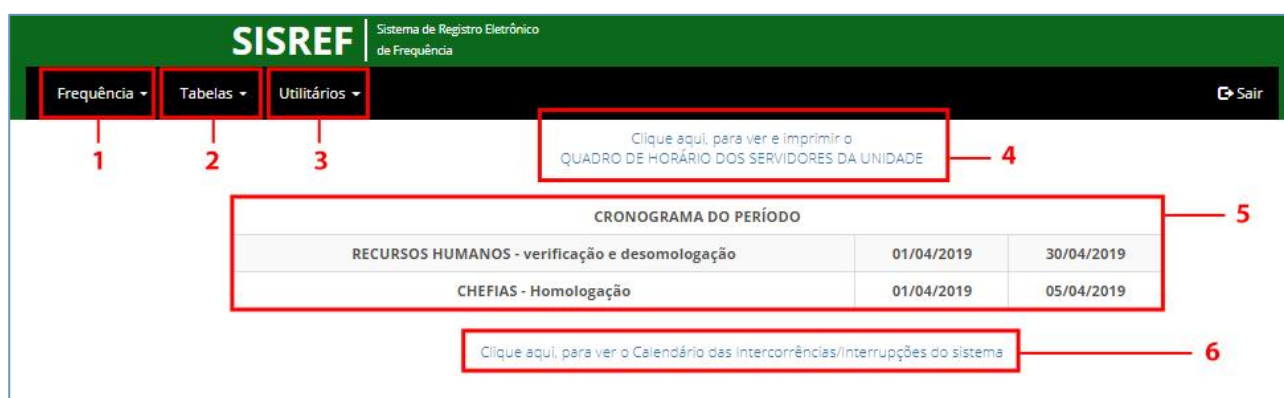 SISREF
Sistema de Registro Eletrônico
de Frequência
Frequência
Tabelas
Utilitários
Sair
1
2
3
Clique aqui, para ver e imprimir o
QUADRO DE HORÁRIO DOS SERVIDORES DA UNIDADE
4
CRONOGRAMA DO PERÍODO
5
RECURSOS HUMANOS - verificação e desomologação 01/04/2019 30/04/2019
CHEFIAS - Homologação 01/04/2019 05/04/2019
Clique aqui, para ver o Calendário das Intercorrências/Interrupções do sistema
6